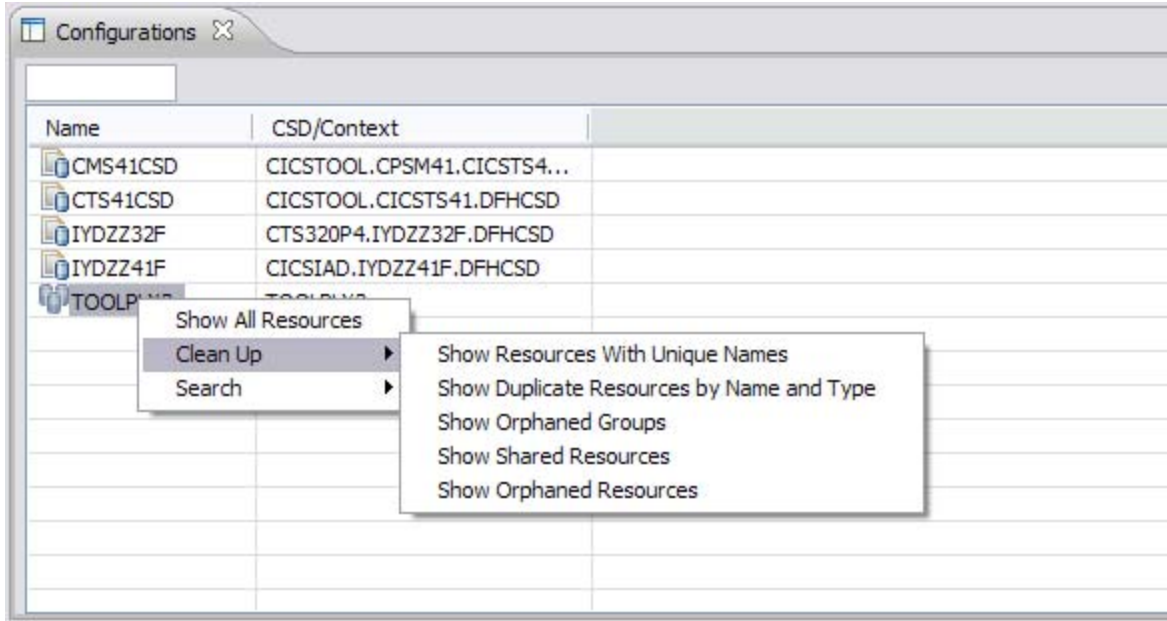 Configurations
Name CSD/Context
CMS41CSD CICSTOOL.CPSM41.CICSTS4...
CTS41CSD CICSTOOL.CICSTS41.DFHCSD
IYDZZ32F CTS320P4.IYDZZ32F.DFHCSD
IYDZZ41F CICSIAD.IYDZZ41F.DFHCSD
Show All Resources
Clean Up
Search
Show Resources With Unique Names
Show Duplicate Resources by Name and Type
Show Orphaned Groups
Show Shared Resources
Show Orphaned Resources